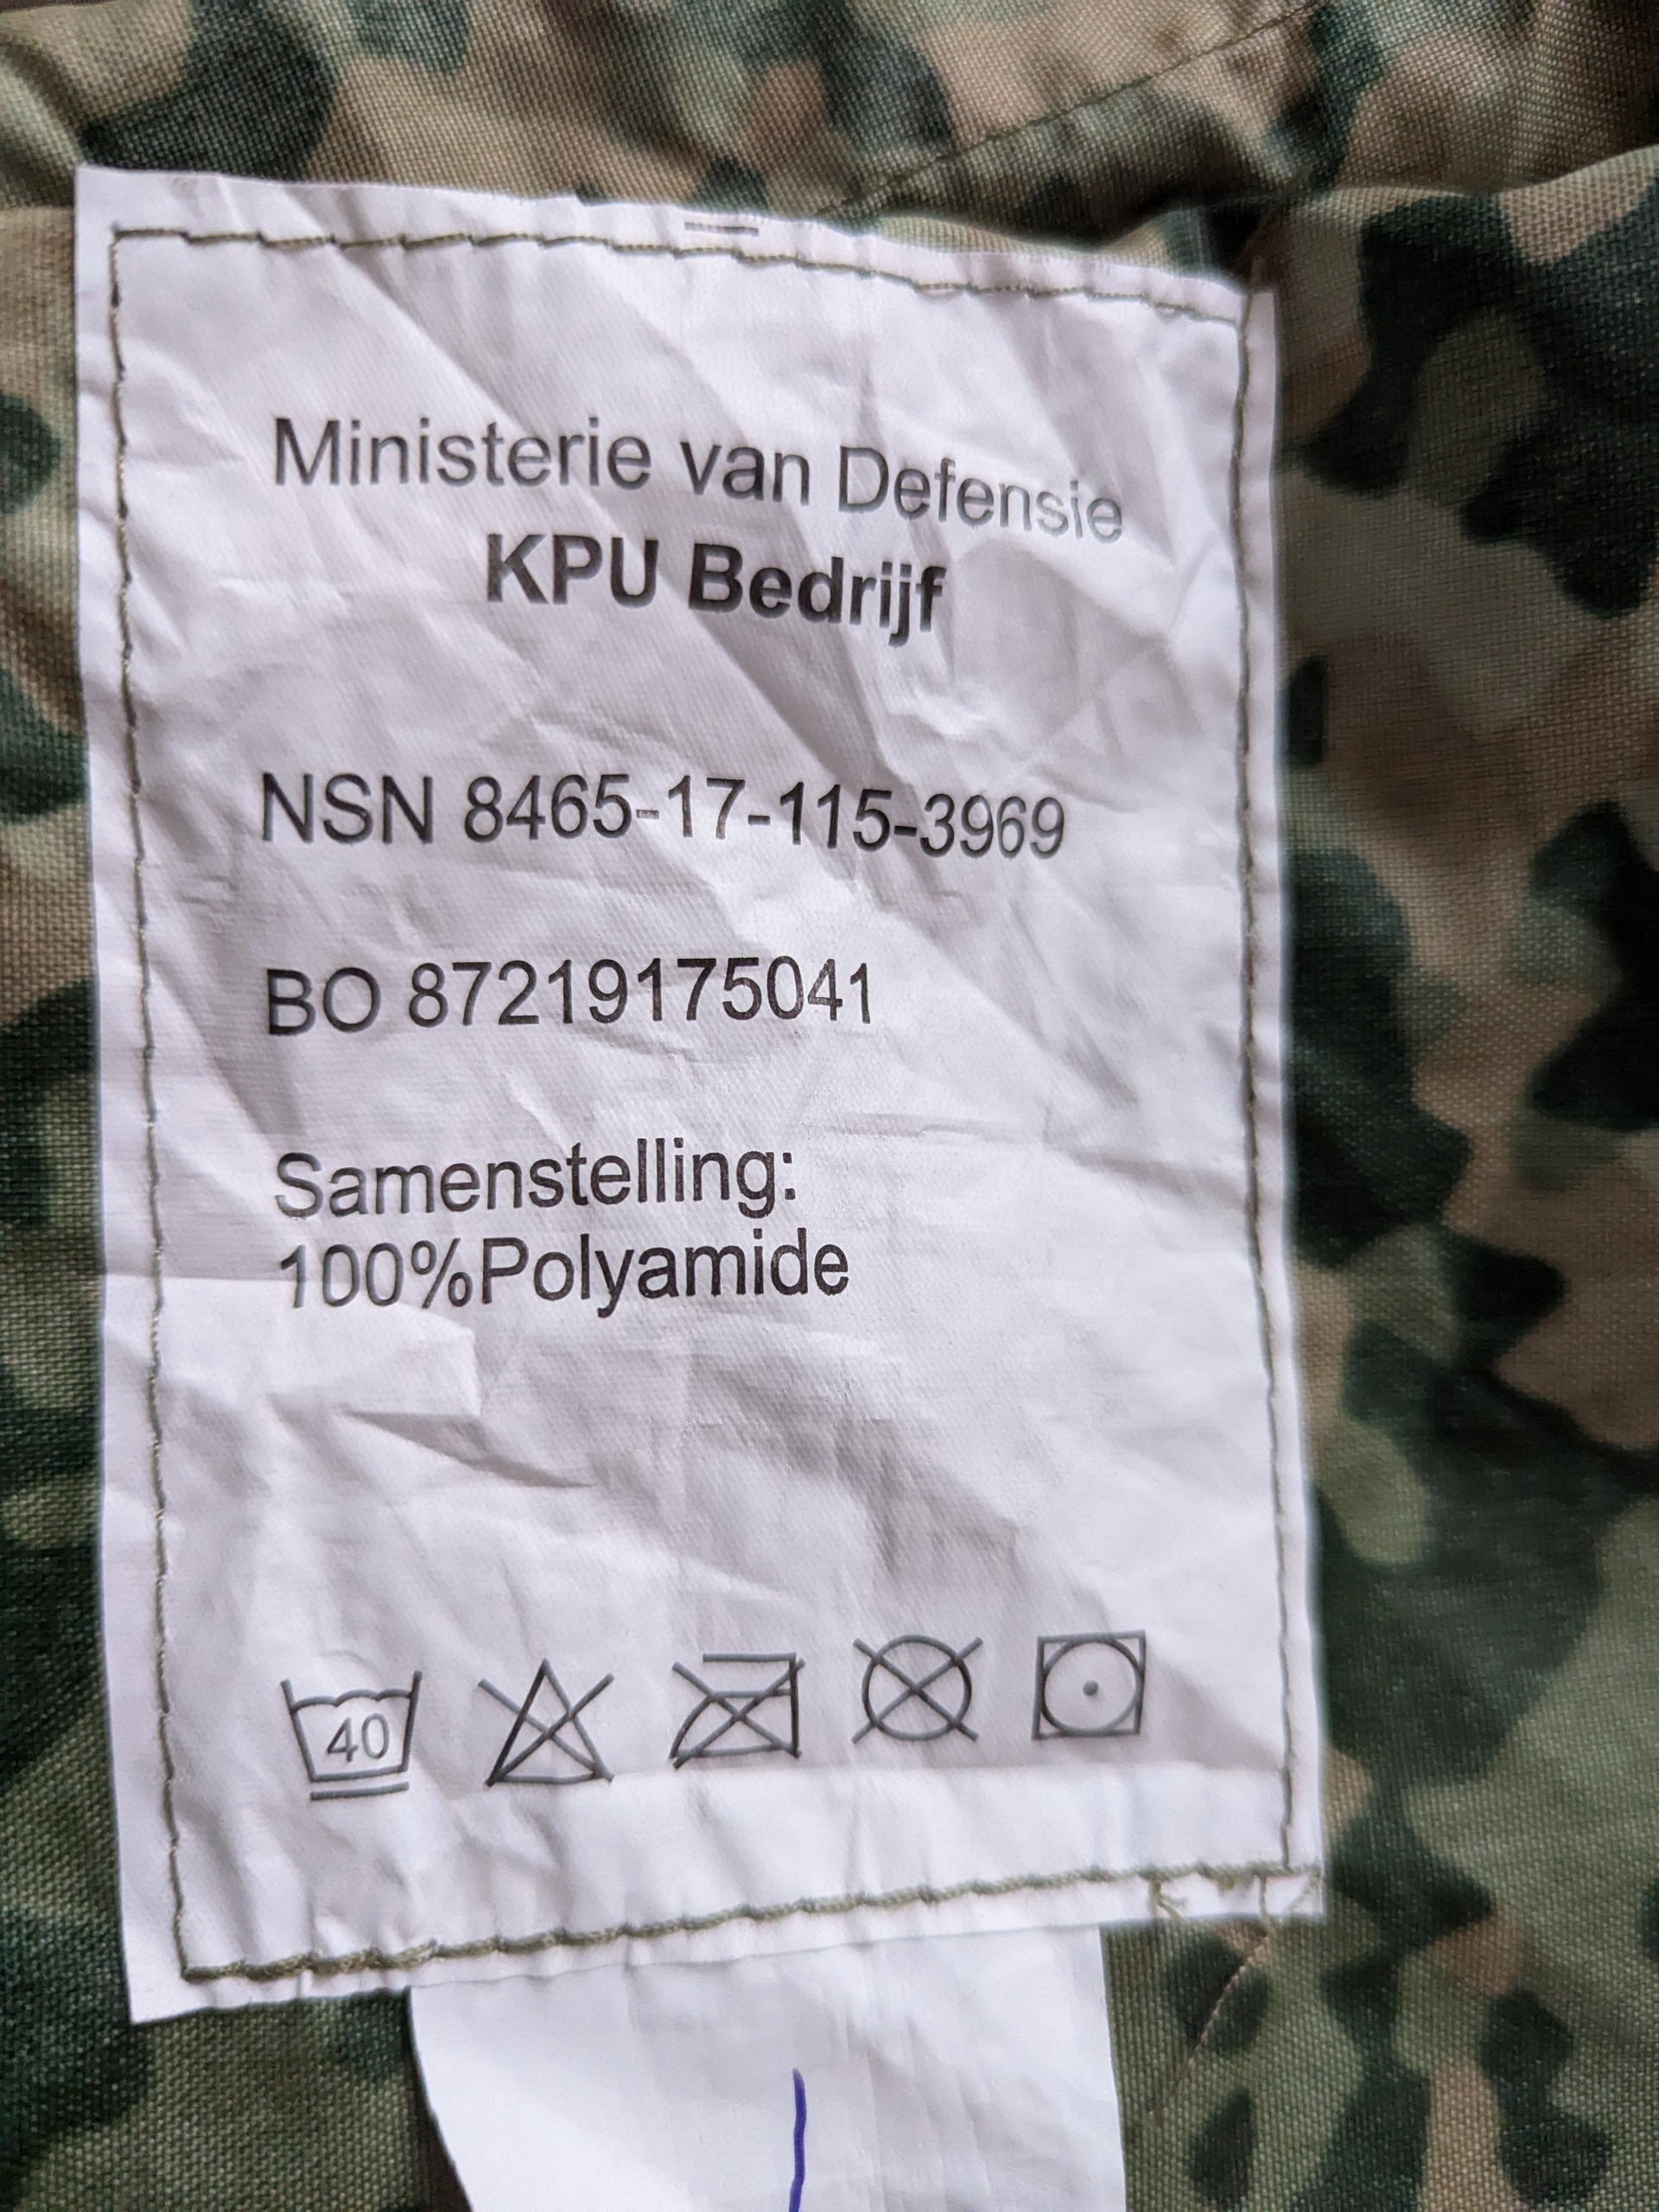 Ministerie van Defensie
KPU Bedrijf
NSN 8465-17-115-3969
BO 87219175041
Samenstelling:
100%Polyamide
40